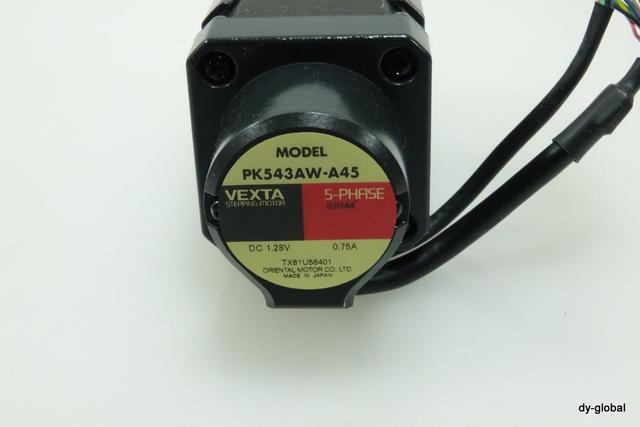 MODEL
PK543AW-A45
VEXTA 5-PHASE
STEPPING MOTOR 0.0144°
DC 1.28V 0.75A
TX81U58401
ORIENTAL MOTOR CO. LTD
MADE IN JAPAN
dy-global